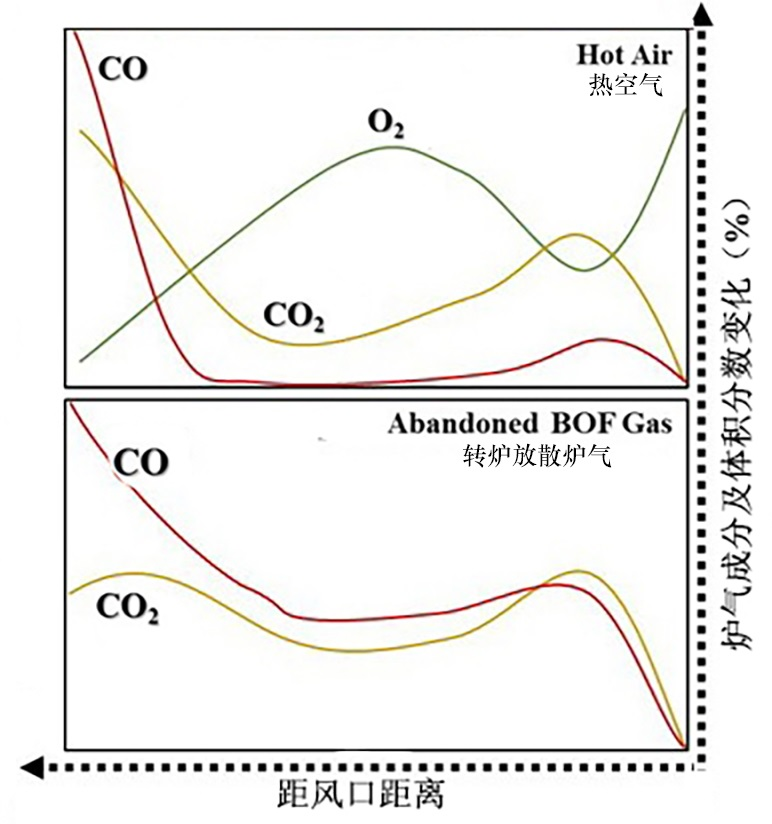 CO
Hot Air
热空气
O₂
CO₂
Abandoned BOF Gas
转炉放散炉气
CO
CO₂
炉气成分及体积分数变化（%）
距风口距离